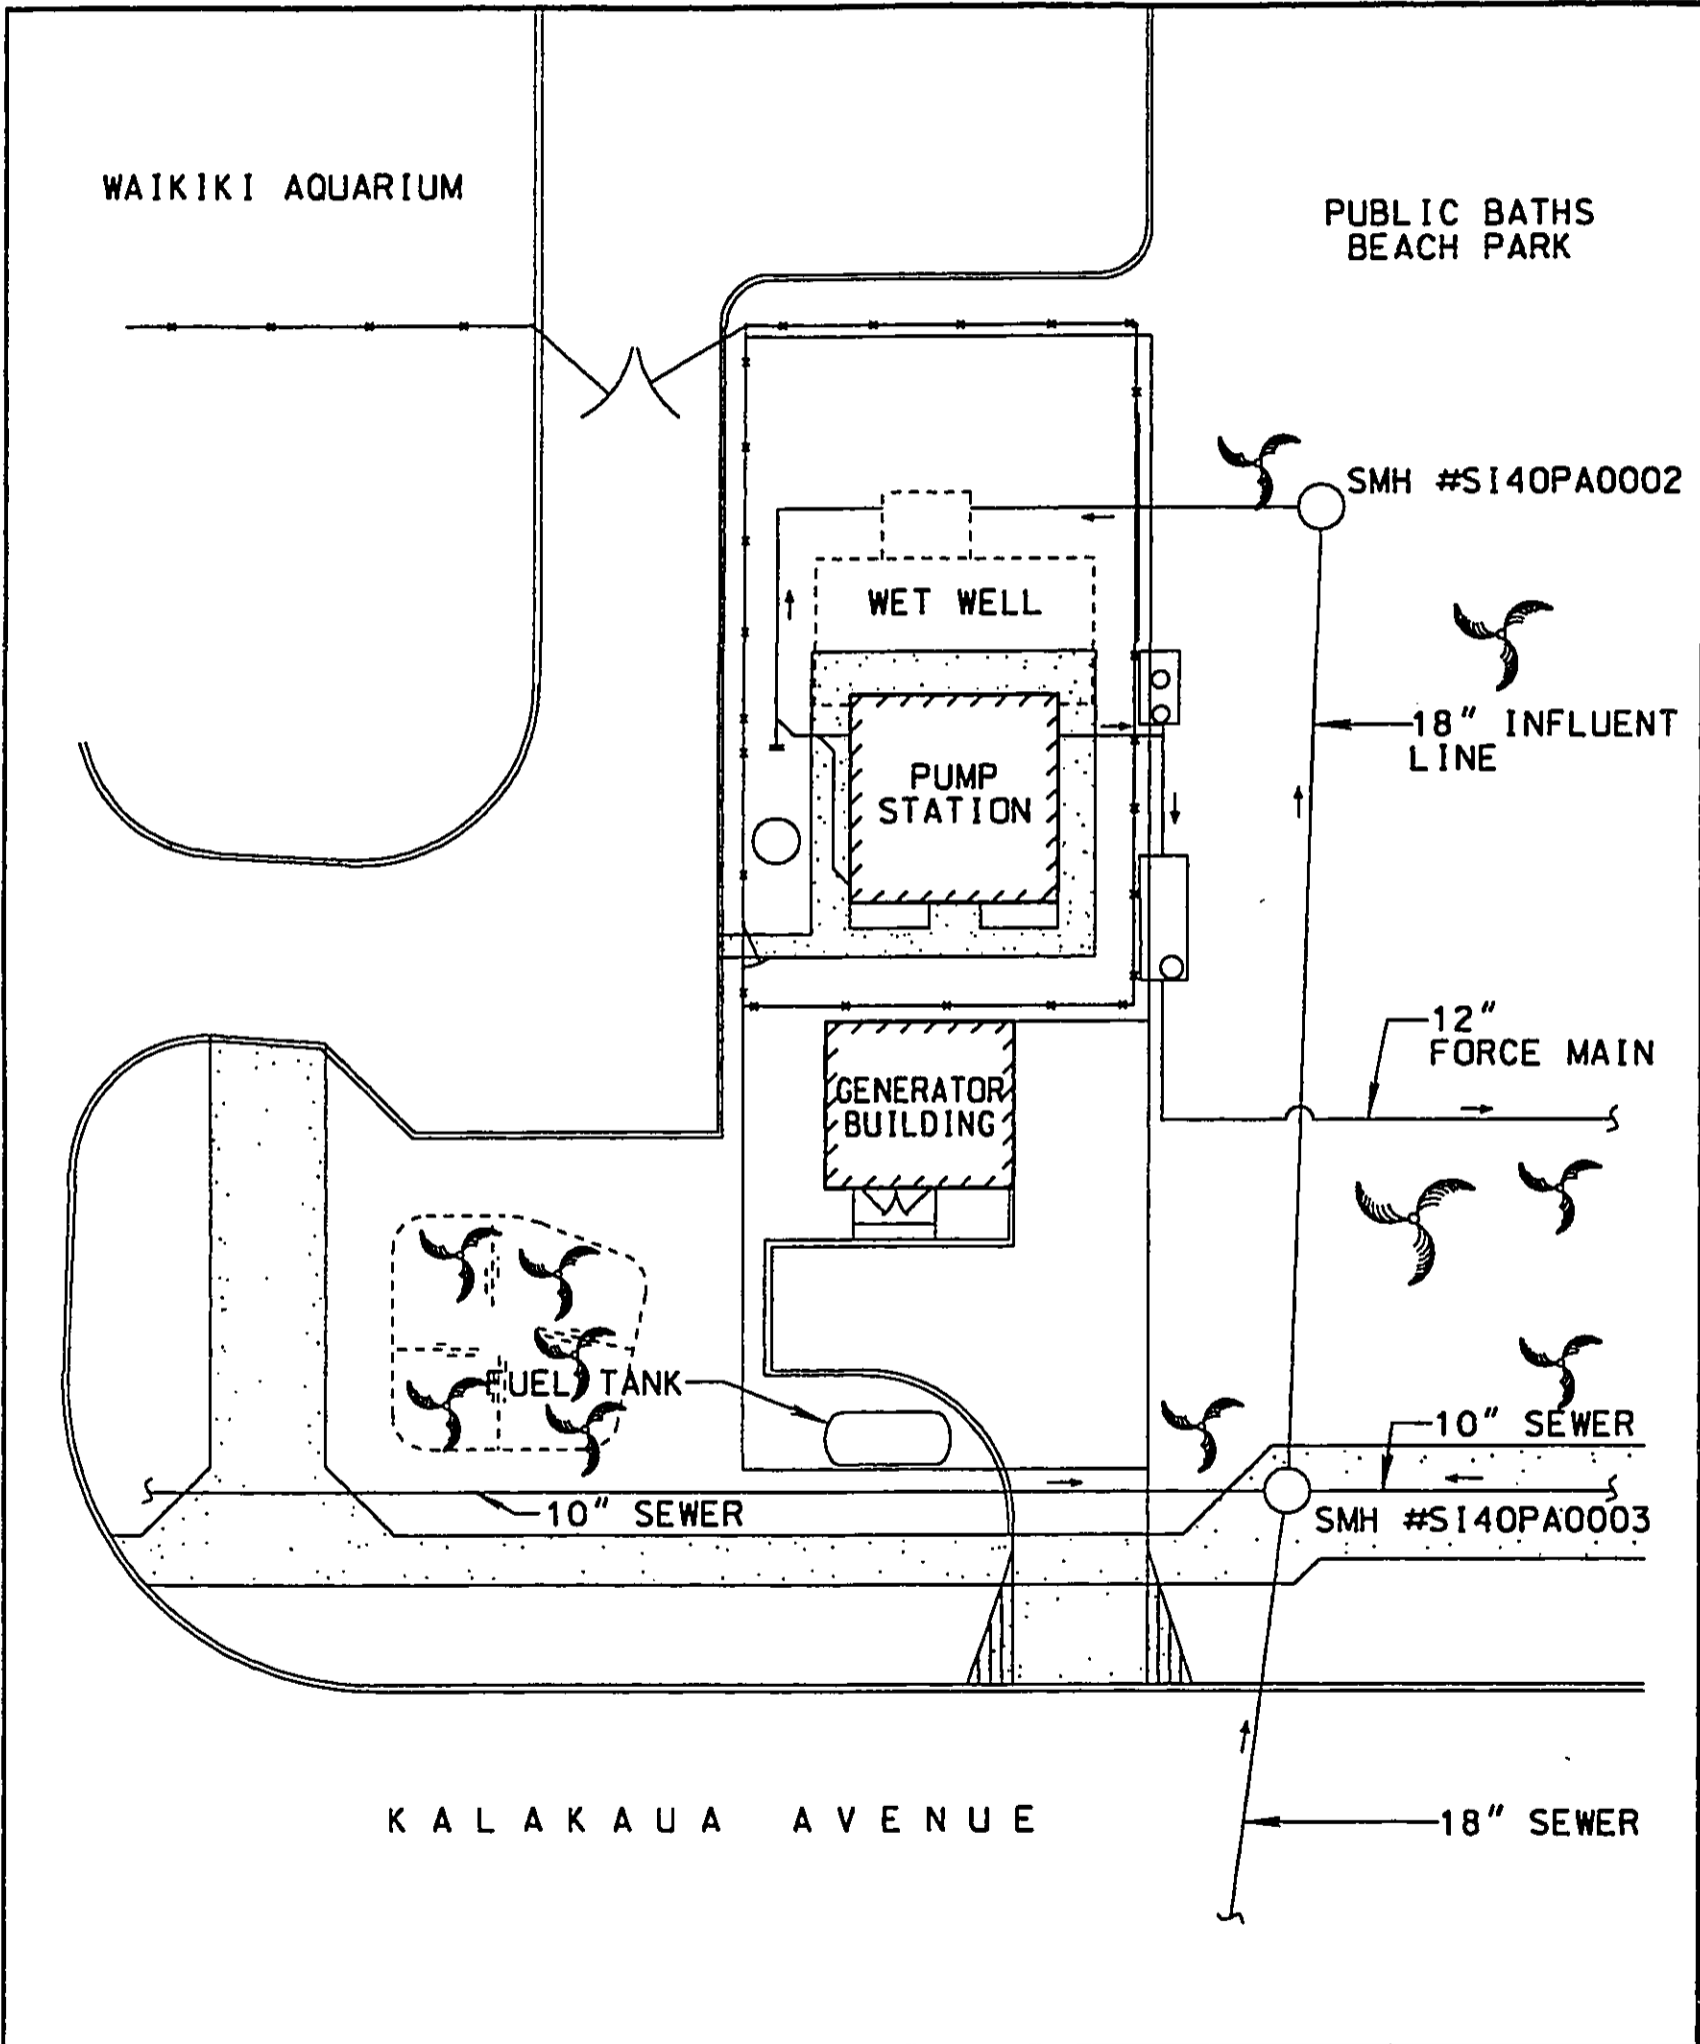 WAIKIKI AQUARIUM
PUBLIC BATHS
BEACH PARK
SMH #SI40PA0002
WET WELL
18" INFLUENT
LINE
PUMP
STATION
12"
FORCE MAIN
GENERATOR
BUILDING
FUEL TANK
10" SEWER
10" SEWER
SMH #SI40PA0003
KALAKAUA AVENUE
18" SEWER